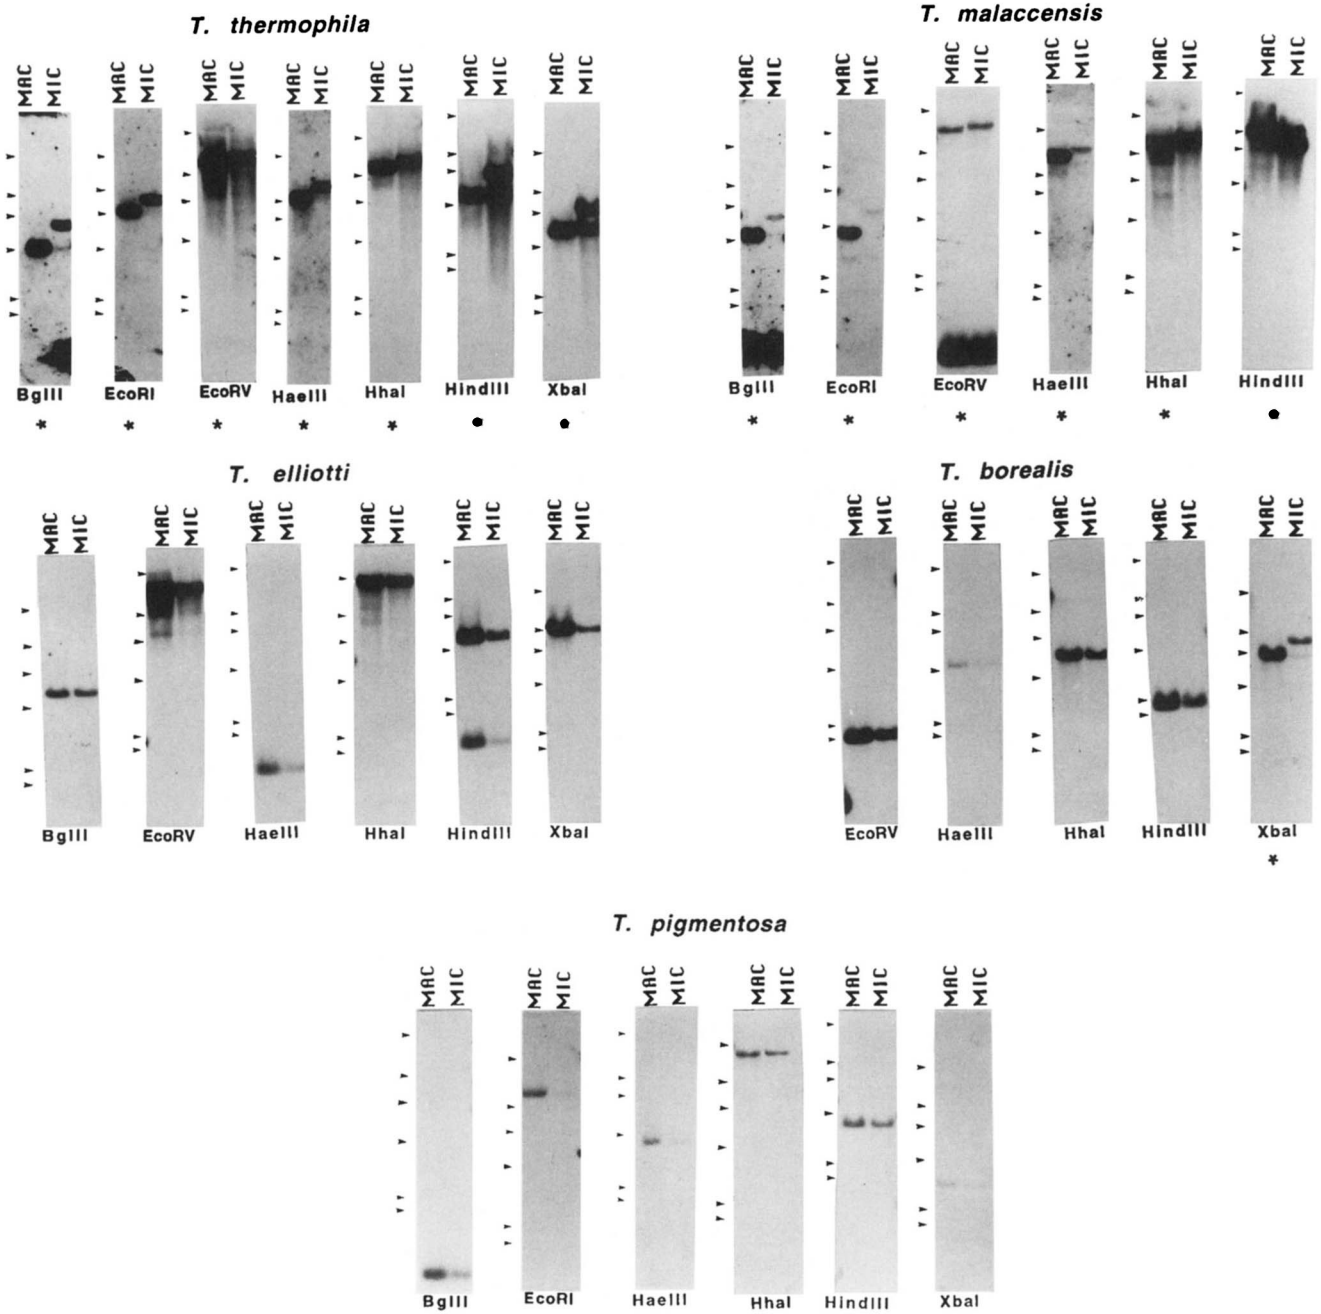 T. thermophila
MAC MIC MAC MIC MAC MIC MAC MIC MAC MIC MAC MIC MAC MIC
BglII EcoRI EcoRV HaeIII HhaI HindIII XbaI
* * * * * • •
T. malaccensis
MAC MIC MAC MIC MAC MIC MAC MIC MAC MIC MAC MIC
BglII EcoRI EcoRV HaeIII HhaI HindIII
* * * * * •
T. elliotti
MAC MIC MAC MIC MAC MIC MAC MIC MAC MIC MAC MIC
BglII EcoRV HaeIII HhaI HindIII XbaI
T. borealis
MAC MIC MAC MIC MAC MIC MAC MIC MAC MIC
EcoRV HaeIII HhaI HindIII XbaI
*
T. pigmentosa
MAC MIC MAC MIC MAC MIC MAC MIC MAC MIC MAC MIC
BglII EcoRI HaeIII HhaI HindIII XbaI